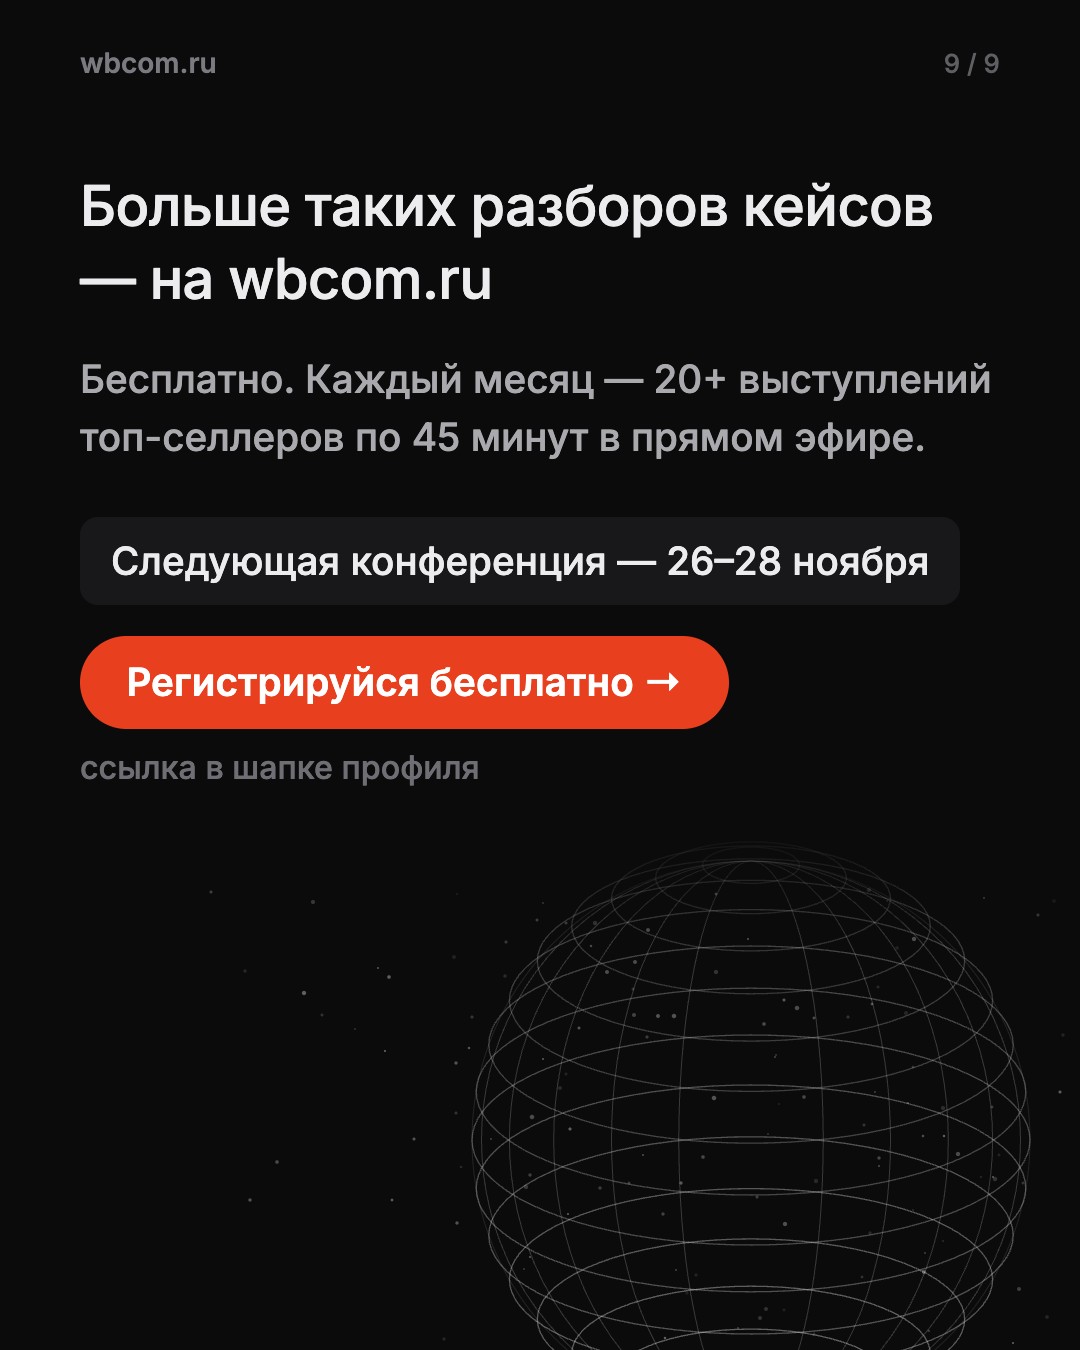 wbcom.ru
9 / 9
Больше таких разборов кейсов
— на wbcom.ru
Бесплатно. Каждый месяц — 20+ выступлений
топ-селлеров по 45 минут в прямом эфире.
Следующая конференция — 26–28 ноября
Регистрируйся бесплатно →
ссылка в шапке профиля